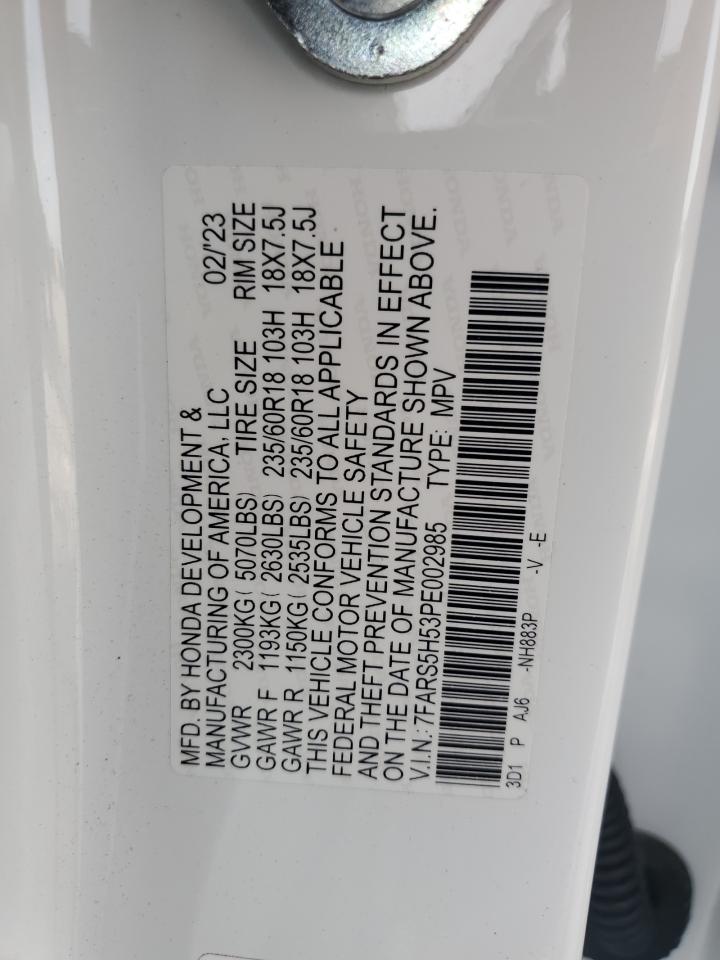 MFD. BY HONDA DEVELOPMENT &
MANUFACTURING OF AMERICA, LLC 02/'23
GVWR 2300KG( 5070LBS) TIRE SIZE RIM SIZE
GAWR F 1193KG( 2630LBS) 235/60R18 103H 18X7.5J
GAWR R 1150KG( 2535LBS) 235/60R18 103H 18X7.5J
THIS VEHICLE CONFORMS TO ALL APPLICABLE
FEDERAL MOTOR VEHICLE SAFETY
AND THEFT PREVENTION STANDARDS IN EFFECT
ON THE DATE OF MANUFACTURE SHOWN ABOVE.
V.I.N.: 7FARS5H53PE002985 TYPE: MPV
3D1 P AJ6 -NH883P -V -E